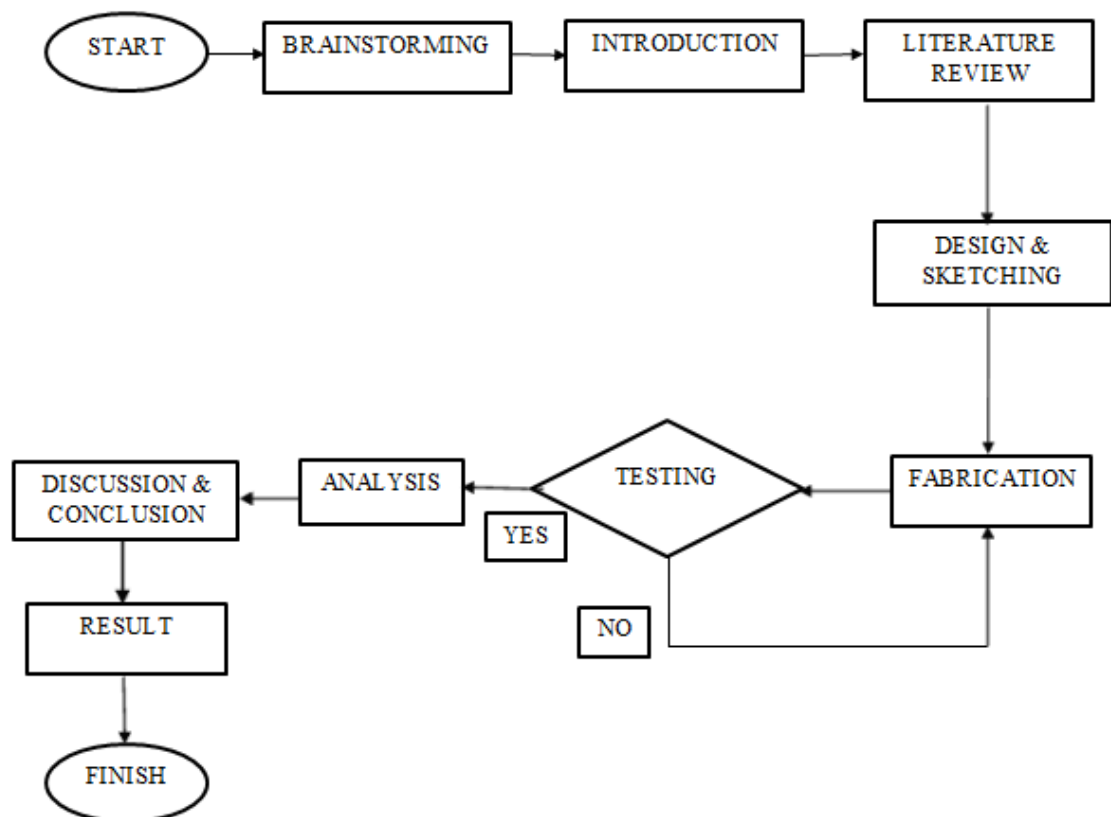 START
BRAINSTORMING
INTRODUCTION
LITERATURE
REVIEW
DESIGN &
SKETCHING
FABRICATION
TESTING
YES
NO
ANALYSIS
DISCUSSION &
CONCLUSION
RESULT
FINISH